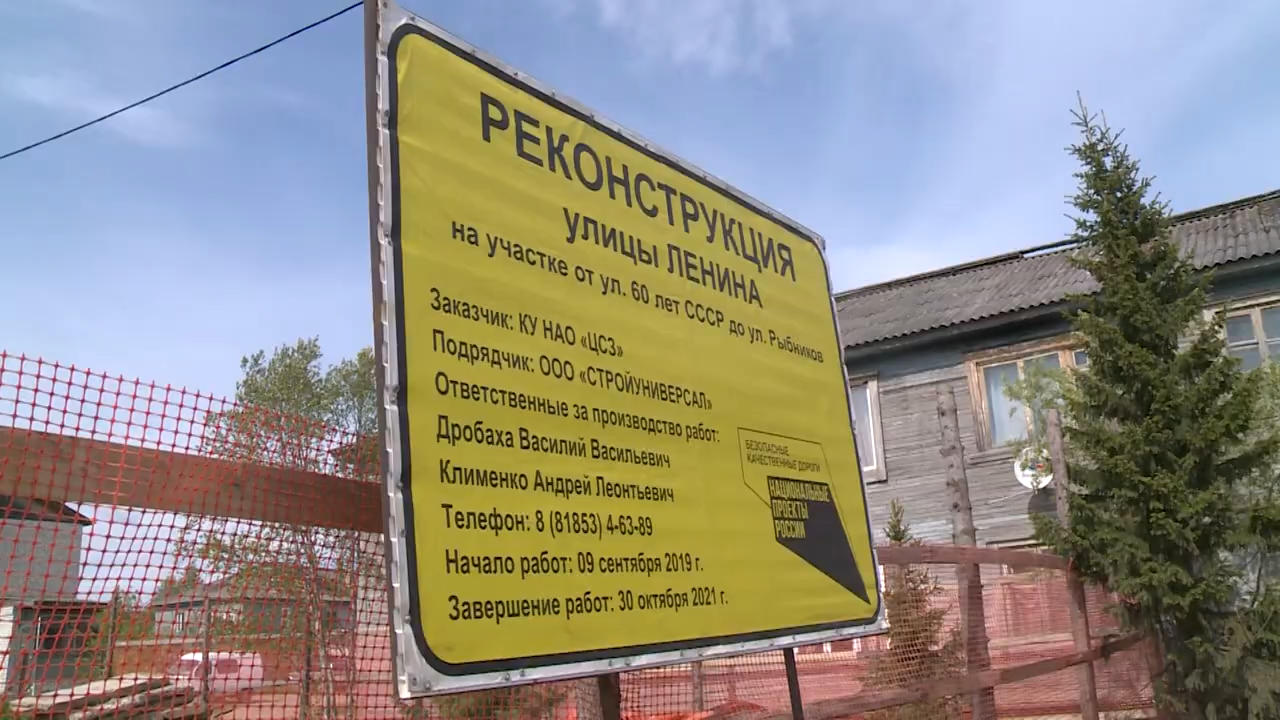 РЕКОНСТРУКЦИЯ
УЛИЦЫ ЛЕНИНА
на участке от ул. 60 лет СССР до ул. Рыбников
Заказчик: КУ НАО «ЦСЗ»
Подрядчик: ООО «СТРОЙУНИВЕРСАЛ»
Ответственные за производство работ:
Дробаха Василий Васильевич
Клименко Андрей Леонтьевич
Телефон: 8 (81853) 4-63-89
Начало работ: 09 сентября 2019 г.
Завершение работ: 30 октября 2021 г.
БЕЗОПАСНЫЕ
КАЧЕСТВЕННЫЕ ДОРОГИ
НАЦИОНАЛЬНЫЕ
ПРОЕКТЫ
РОССИИ